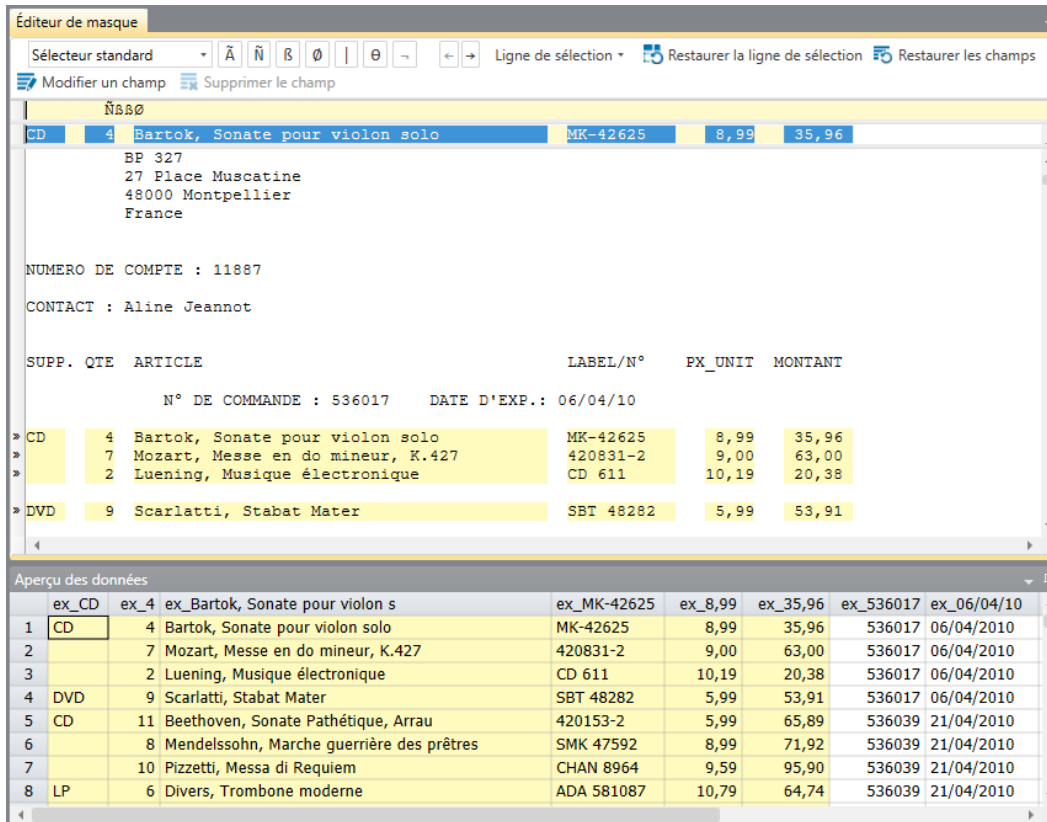 Éditeur de masque
Sélecteur standard Ã Ñ ß Ø | θ ¬ ← → Ligne de sélection Restaurer la ligne de sélection Restaurer les champs
Modifier un champ Supprimer le champ
ÑßßØ
CD 4 Bartok, Sonate pour violon solo MK-42625 8,99 35,96
BP 327
27 Place Muscatine
48000 Montpellier
France
NUMERO DE COMPTE : 11887
CONTACT : Aline Jeannot
SUPP. QTE ARTICLE LABEL/N° PX_UNIT MONTANT
N° DE COMMANDE : 536017 DATE D'EXP.: 06/04/10
» CD 4 Bartok, Sonate pour violon solo MK-42625 8,99 35,96
» 7 Mozart, Messe en do mineur, K.427 420831-2 9,00 63,00
» 2 Luening, Musique électronique CD 611 10,19 20,38
» DVD 9 Scarlatti, Stabat Mater SBT 48282 5,99 53,91
Aperçu des données
ex_CD ex_4 ex_Bartok, Sonate pour violon s ex_MK-42625 ex_8,99 ex_35,96 ex_536017 ex_06/04/10
1 CD 4 Bartok, Sonate pour violon solo MK-42625 8,99 35,96 536017 06/04/2010
2 7 Mozart, Messe en do mineur, K.427 420831-2 9,00 63,00 536017 06/04/2010
3 2 Luening, Musique électronique CD 611 10,19 20,38 536017 06/04/2010
4 DVD 9 Scarlatti, Stabat Mater SBT 48282 5,99 53,91 536017 06/04/2010
5 CD 11 Beethoven, Sonate Pathétique, Arrau 420153-2 5,99 65,89 536039 21/04/2010
6 8 Mendelssohn, Marche guerrière des prêtres SMK 47592 8,99 71,92 536039 21/04/2010
7 10 Pizzetti, Messa di Requiem CHAN 8964 9,59 95,90 536039 21/04/2010
8 LP 6 Divers, Trombone moderne ADA 581087 10,79 64,74 536039 21/04/2010